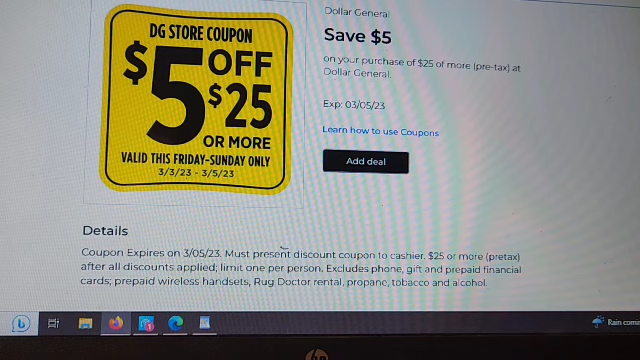 DG STORE COUPON
$5 OFF
$25
OR MORE
VALID THIS FRIDAY-SUNDAY ONLY
3/3/23 - 3/5/23
Dollar General
Save $5
on your purchase of $25 of more (pre-tax) at
Dollar General.
Exp: 03/05/23
Learn how to use Coupons
Add deal
Details
Coupon Expires on 3/05/23. Must present discount coupon to cashier. $25 or more (pretax)
after all discounts applied; limit one per person. Excludes phone, gift and prepaid financial
cards; prepaid wireless handsets, Rug Doctor rental, propane, tobacco and alcohol.
Rain
hp